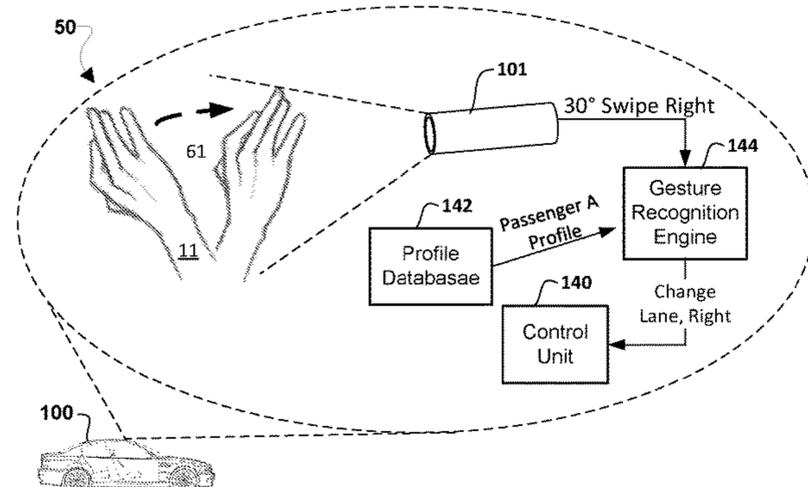 50
101
30° Swipe Right
144
61
Gesture
Recognition
Engine
142
Passenger A
Profile
Profile
Databasae
11
140
Change
Lane, Right
Control
Unit
100